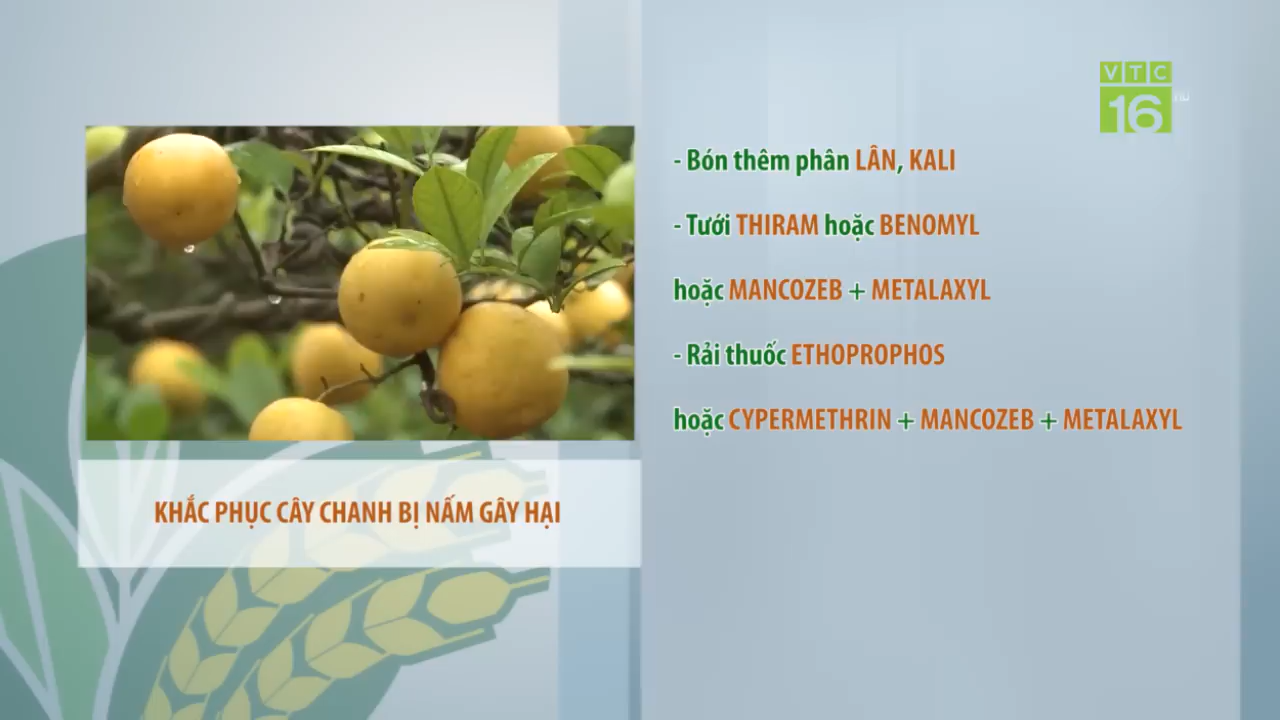 VTC
16
- Bón thêm phân LÂN, KALI
- Tưới THIRAM hoặc BENOMYL
hoặc MANCOZEB + METALAXYL
- Rải thuốc ETHOPROPHOS
hoặc CYPERMETHRIN + MANCOZEB + METALAXYL
KHẮC PHỤC CÂY CHANH BỊ NẤM GÂY HẠI